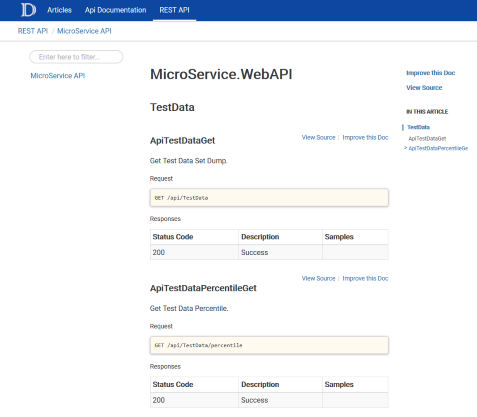 D Articles Api Documentation REST API
REST API / MicroService API
Enter here to filter...
MicroService API
MicroService.WebAPI
TestData
ApiTestDataGet
View Source | Improve this Doc
Get Test Data Set Dump.
Request
GET /api/TestData
Responses
Status Code Description Samples
200 Success
View Source | Improve this Doc
ApiTestDataPercentileGet
Get Test Data Percentile.
Request
GET /api/TestData/percentile
Responses
Status Code Description Samples
200 Success
Improve this Doc
View Source
IN THIS ARTICLE
TestData
ApiTestDataGet
> ApiTestDataPercentileGe